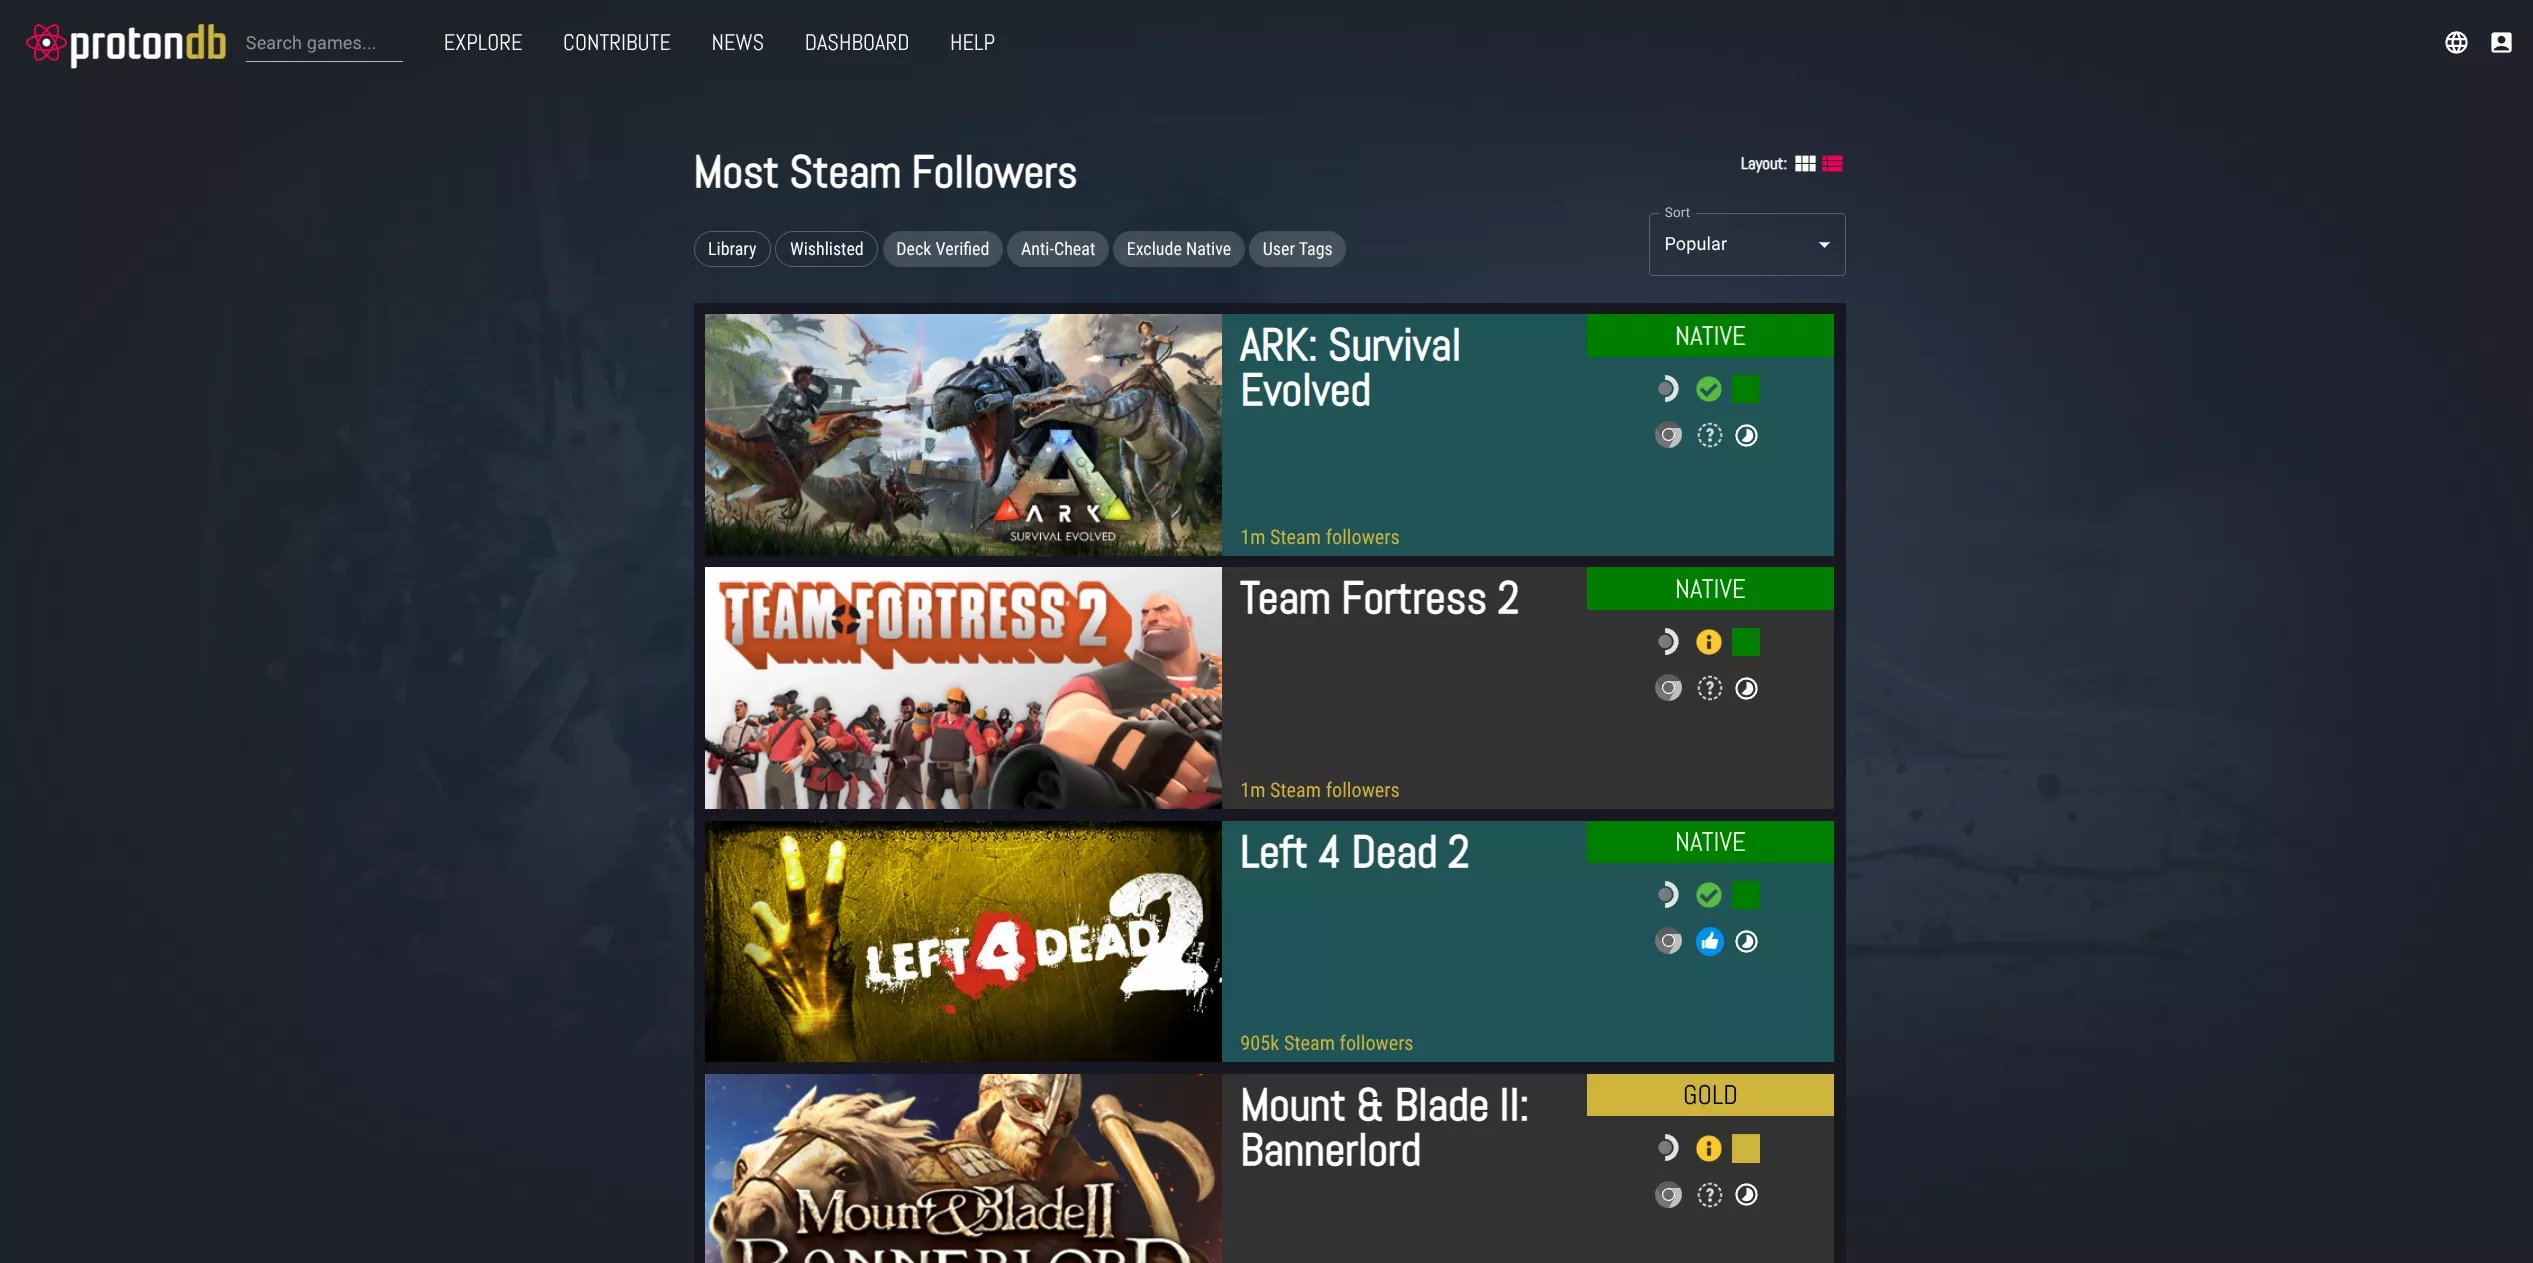 protondb
Search games...
EXPLORE
CONTRIBUTE
NEWS
DASHBOARD
HELP
Most Steam Followers
Layout:
Library
Wishlisted
Deck Verified
Anti-Cheat
Exclude Native
User Tags
Sort
Popular
ARK
SURVIVAL EVOLVED
ARK: Survival
Evolved
1m Steam followers
NATIVE
TEAM FORTRESS 2
Team Fortress 2
1m Steam followers
NATIVE
LEFT 4 DEAD 2
Left 4 Dead 2
905k Steam followers
NATIVE
MOUNT & BLADE II
BANNERLORD
Mount & Blade II:
Bannerlord
GOLD